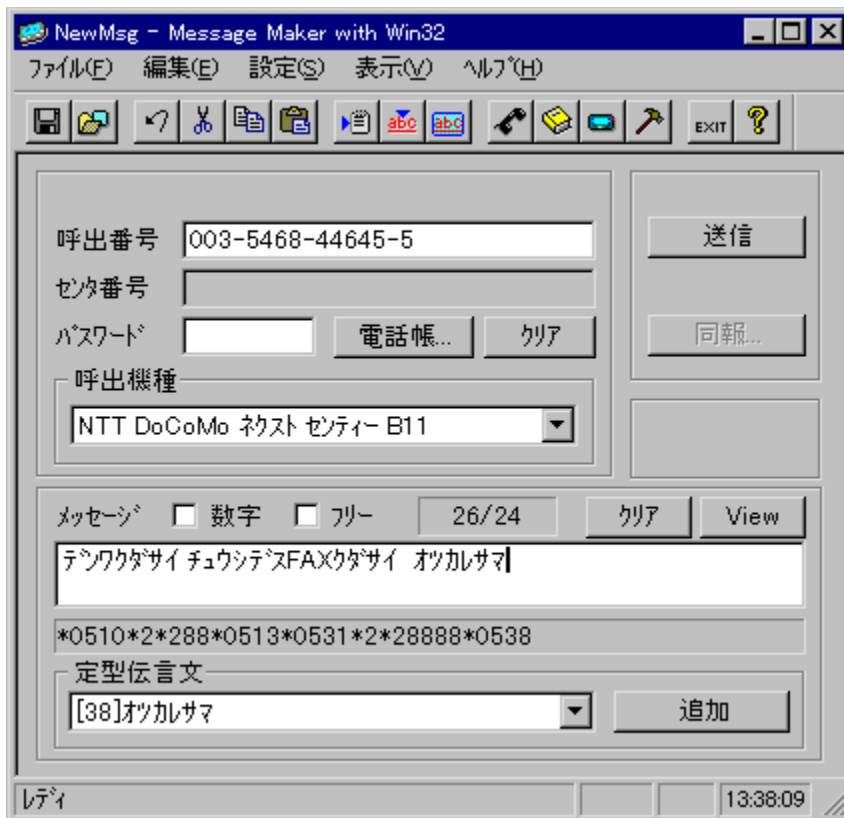 NewMsg - Message Maker with Win32
ﾌｧｲﾙ(F) 編集(E) 設定(S) 表示(V) ﾍﾙﾌﾟ(H)
abc abc EXIT ?
呼出番号 003-5468-44645-5 送信
ｾﾝﾀ番号
ﾊﾟｽﾜｰﾄﾞ 電話帳... ｸﾘｱ 同報...
呼出機種
NTT DoCoMo ﾈｸｽﾄ ｾﾝﾃｨｰ B11
ﾒｯｾｰｼﾞ 数字 ﾌﾘｰ 26/24 ｸﾘｱ View
ﾃﾞﾝﾜｸﾀﾞｻｲ ﾁｭｳｼﾃﾞｽFAXｸﾀﾞｻｲ ｵﾂｶﾚｻﾏ
*0510*2*288*0513*0531*2*28888*0538
定型伝言文
[38]ｵﾂｶﾚｻﾏ 追加
ﾚﾃﾞｨ 13:38:09